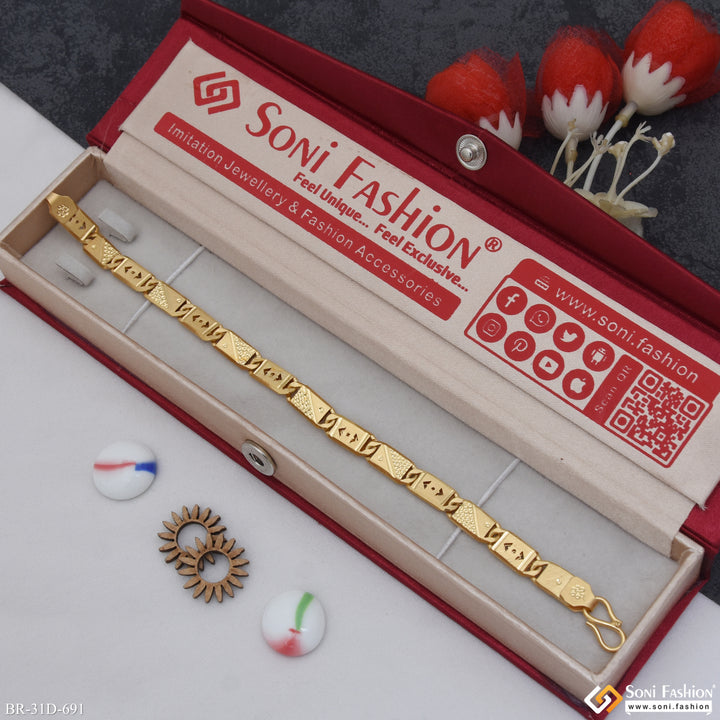 Soni Fashion®
Feel Unique... Feel Exclusive...
Imitation Jewellery & Fashion Accessories
www.soni.fashion
Scan QR
BR-31D-691
Soni Fashion®
www.soni.fashion